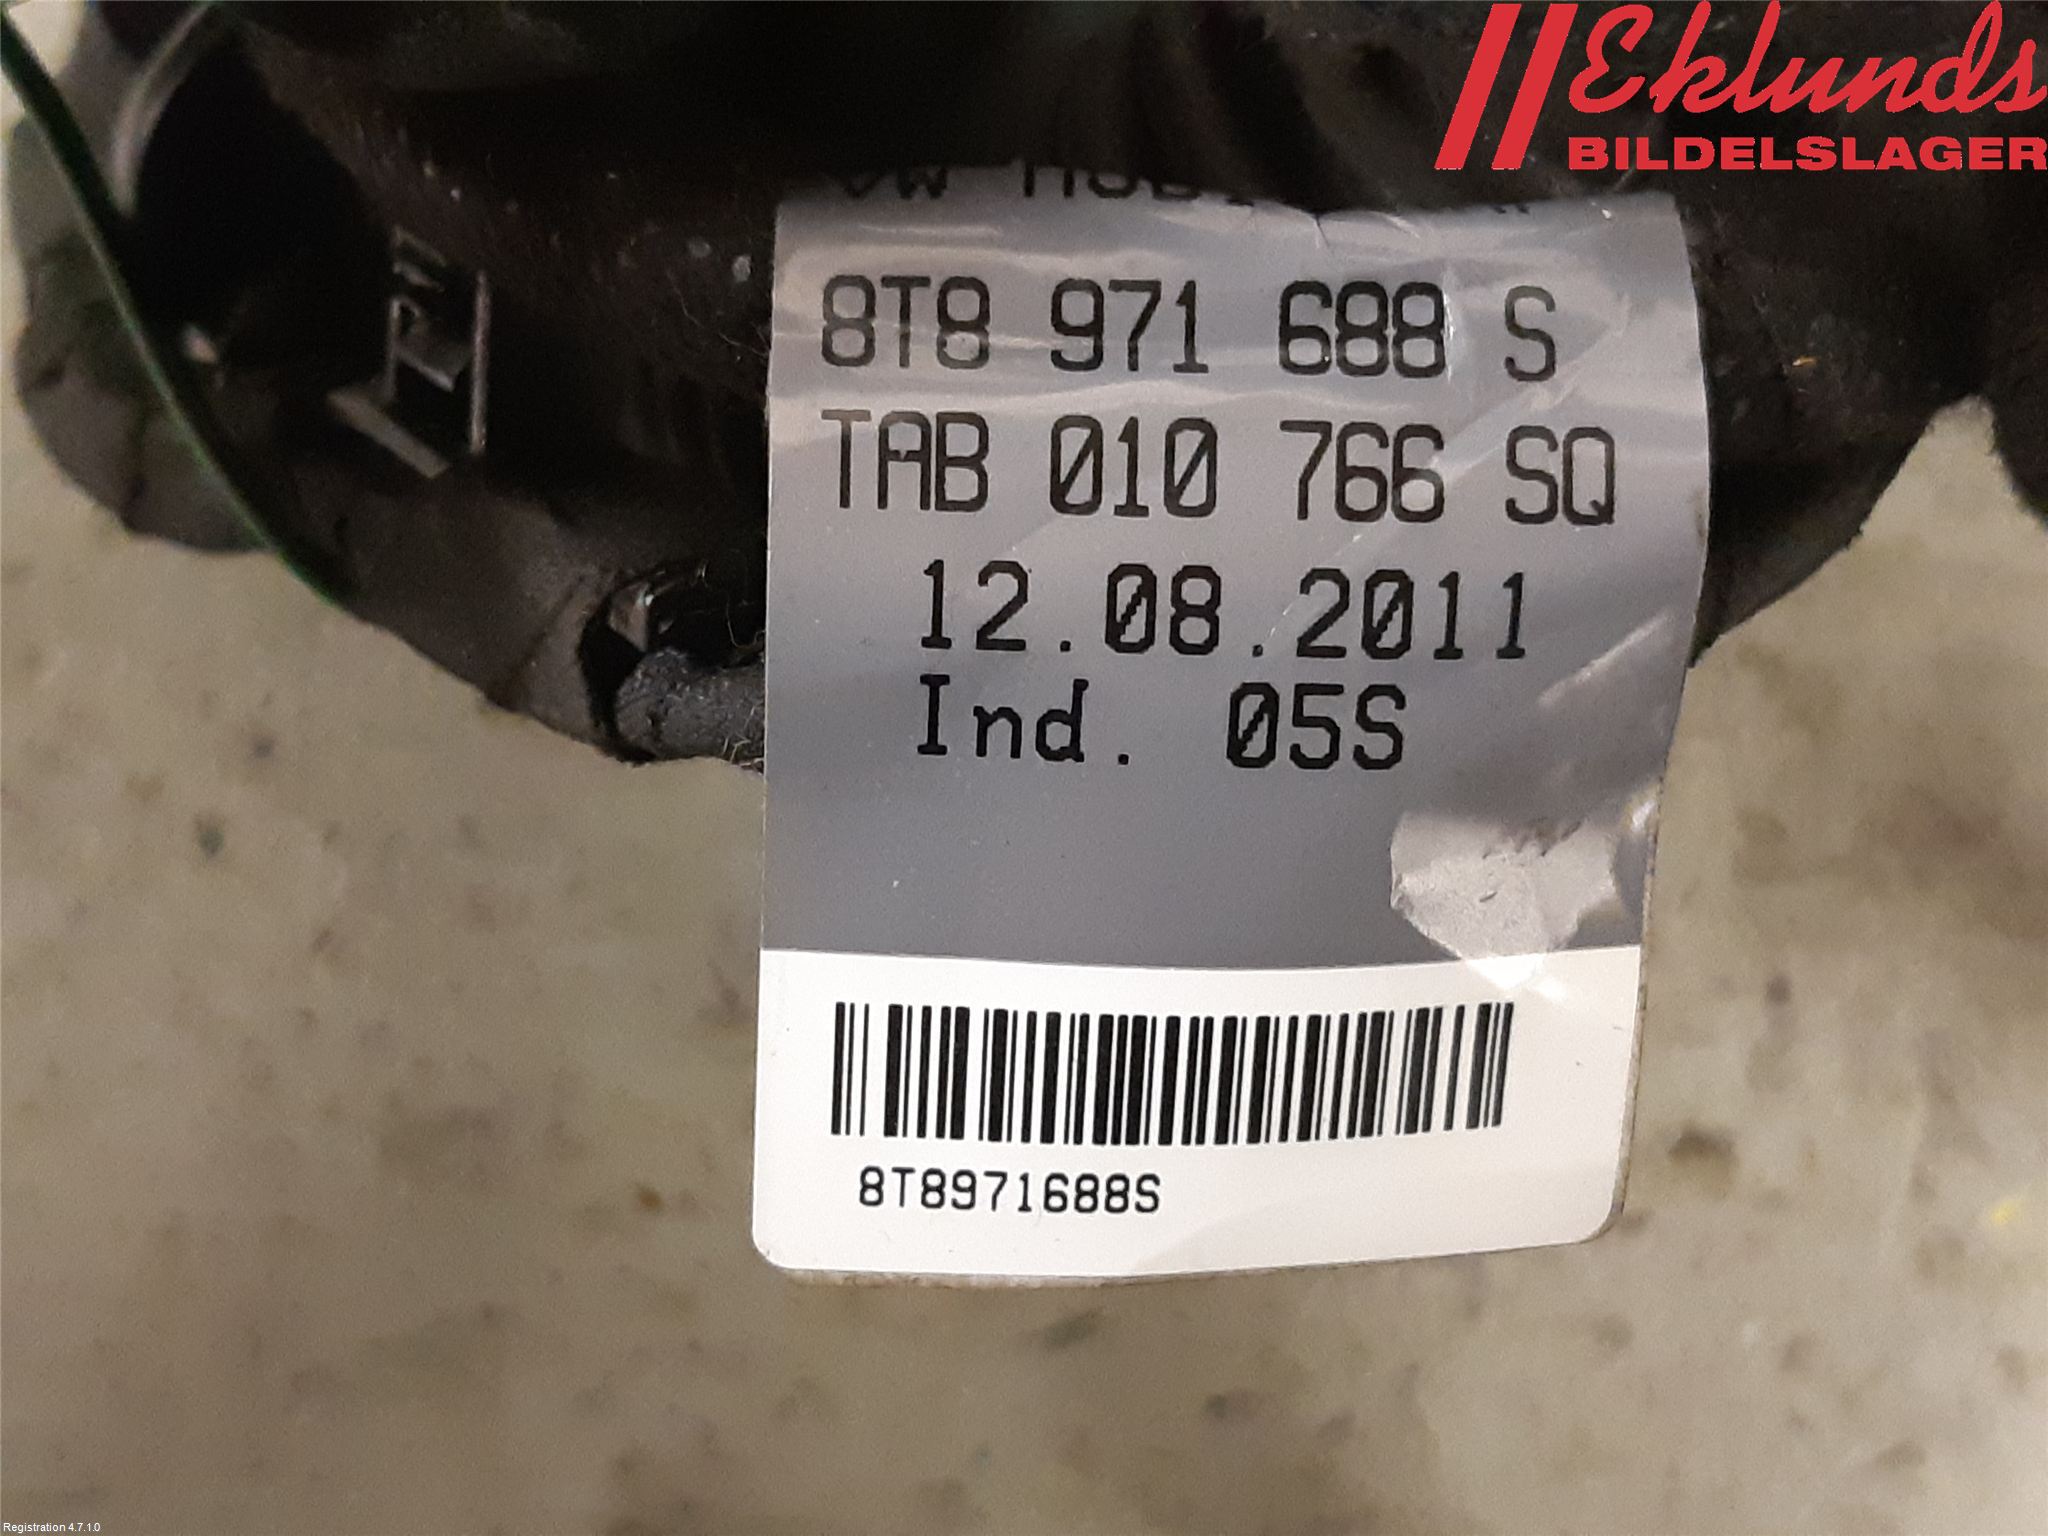 Eklunds
BILDELSLAGER
8T8 971 688 S
TAB 010 766 SQ
12.08.2011
Ind. 05S
8T8971688S
Registration 4.7.1.0